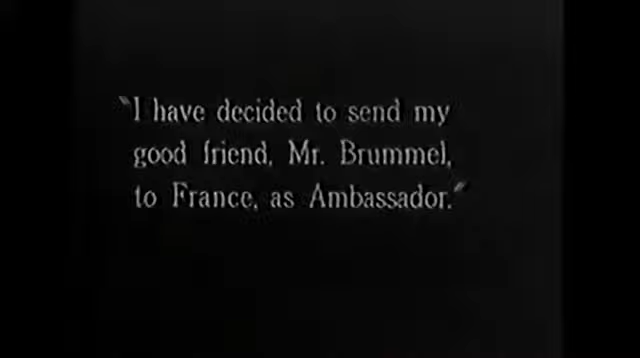 "I have decided to send my
good friend, Mr. Brummel,
to France, as Ambassador."